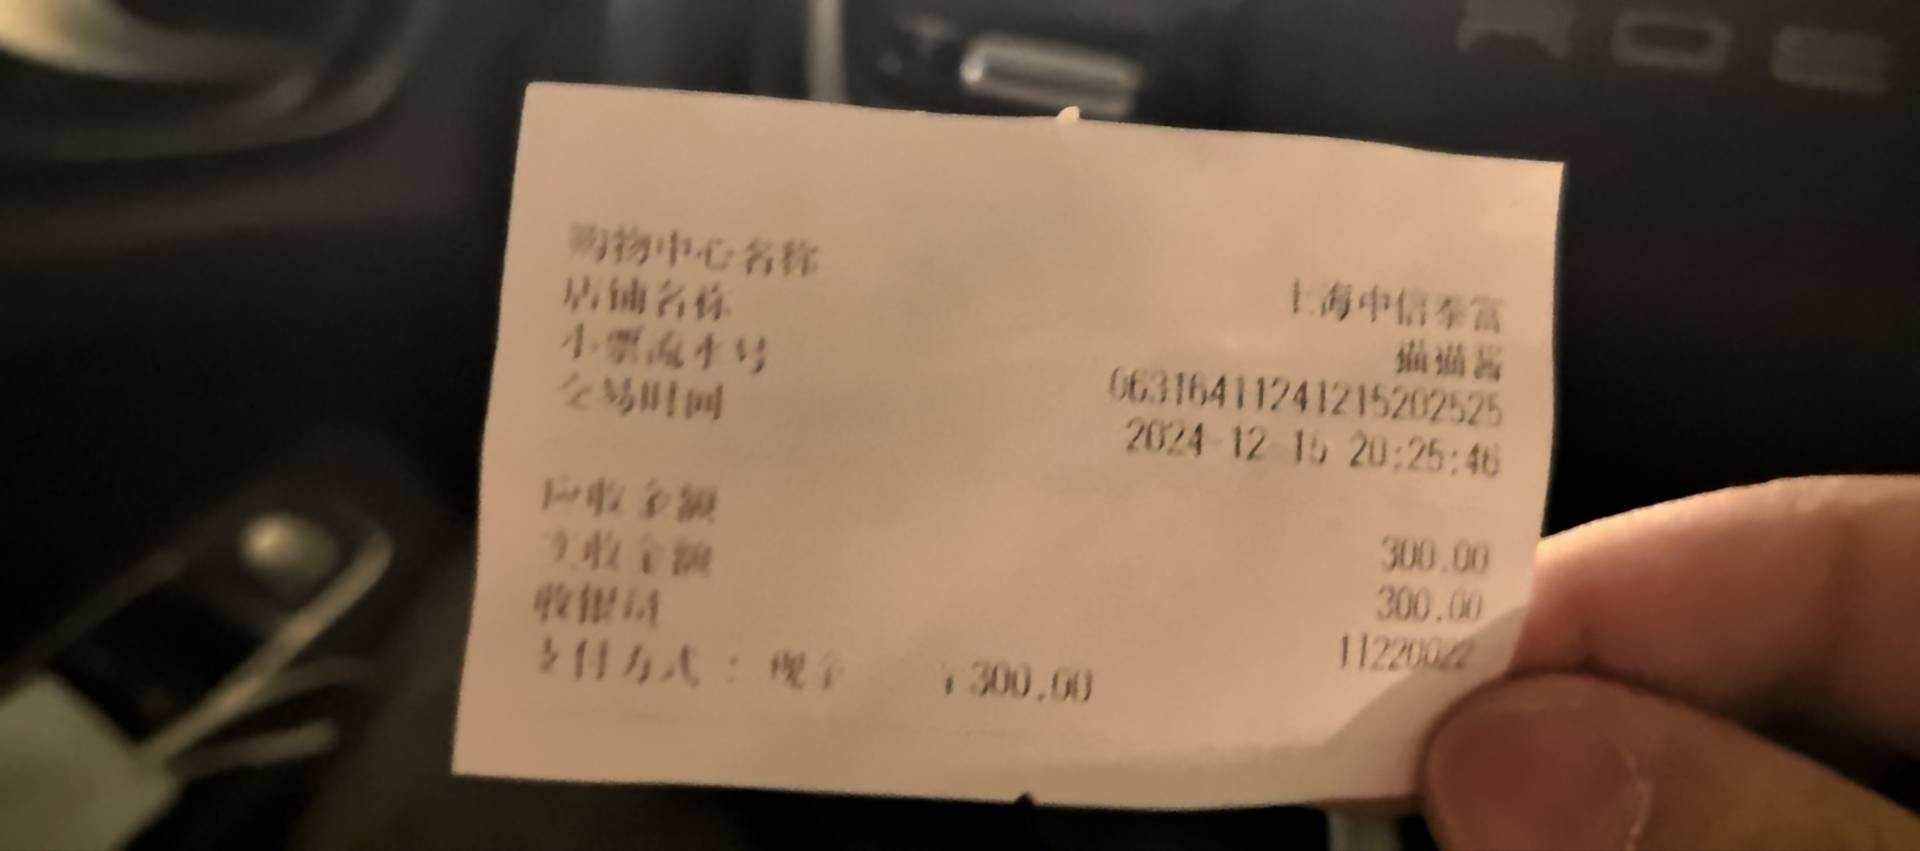 购物中心名称
上海中信泰富
店铺名称
猫猫酱
小票流水号
06316411241215202525
交易时间
2024-12-15 20:25:46
应收金额
300.00
实收金额
300.00
收银员
11220022
支付方式 : 现金 ¥300.00